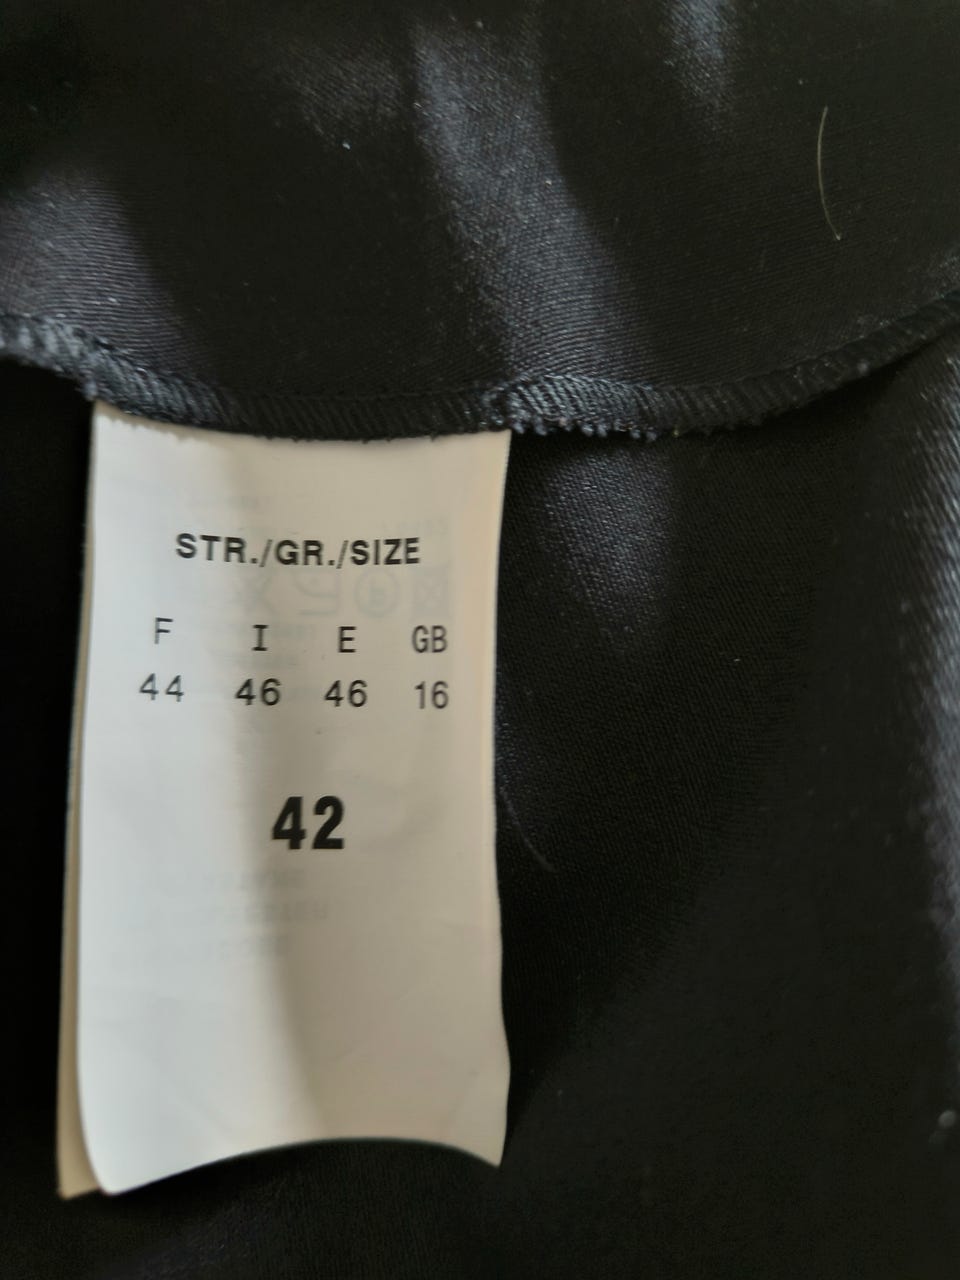 STR./GR./SIZE
F I E GB
44 46 46 16
42